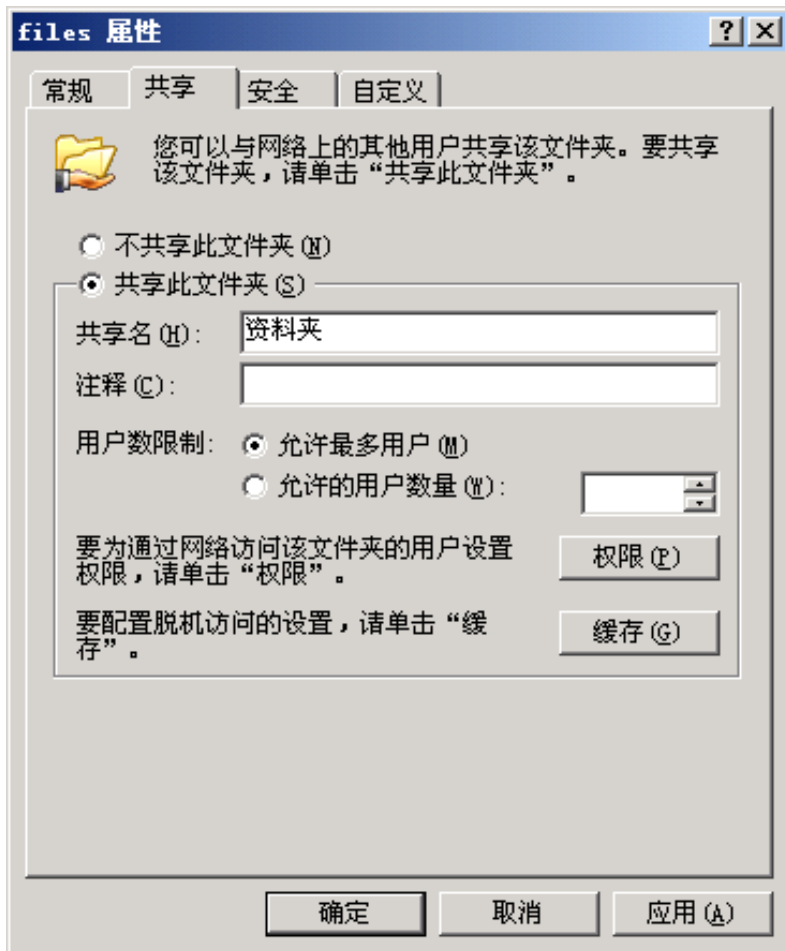 files 属性
常规 共享 安全 自定义
您可以与网络上的其他用户共享该文件夹。要共享
该文件夹，请单击“共享此文件夹”。
不共享此文件夹(N)
共享此文件夹(S)
共享名(H): 资料夹
注释(C):
用户数限制: 允许最多用户(M)
允许的用户数量(W):
要为通过网络访问该文件夹的用户设置
权限，请单击“权限”。
权限(P)
要配置脱机访问的设置，请单击“缓
存”。
缓存(G)
确定 取消 应用(A)